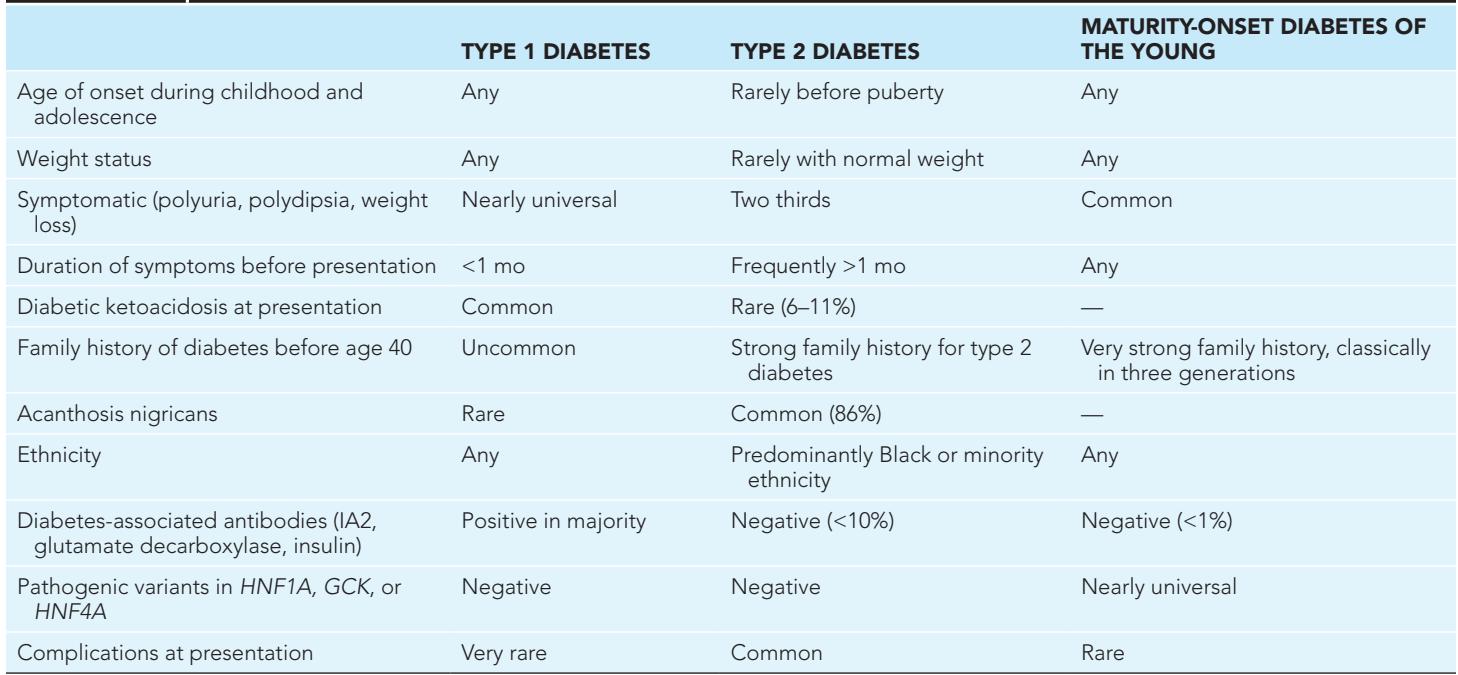 MATURITY-ONSET DIABETES OF
TYPE 1 DIABETES TYPE 2 DIABETES THE YOUNG
Age of onset during childhood and Any Rarely before puberty Any
adolescence
Weight status Any Rarely with normal weight Any
Symptomatic (polyuria, polydipsia, weight Nearly universal Two thirds Common
loss)
Duration of symptoms before presentation <1 mo Frequently >1 mo Any
Diabetic ketoacidosis at presentation Common Rare (6–11%) —
Family history of diabetes before age 40 Uncommon Strong family history for type 2 Very strong family history, classically
diabetes in three generations
Acanthosis nigricans Rare Common (86%) —
Ethnicity Any Predominantly Black or minority Any
ethnicity
Diabetes-associated antibodies (IA2, Positive in majority Negative (<10%) Negative (<1%)
glutamate decarboxylase, insulin)
Pathogenic variants in HNF1A, GCK, or Negative Negative Nearly universal
HNF4A
Complications at presentation Very rare Common Rare